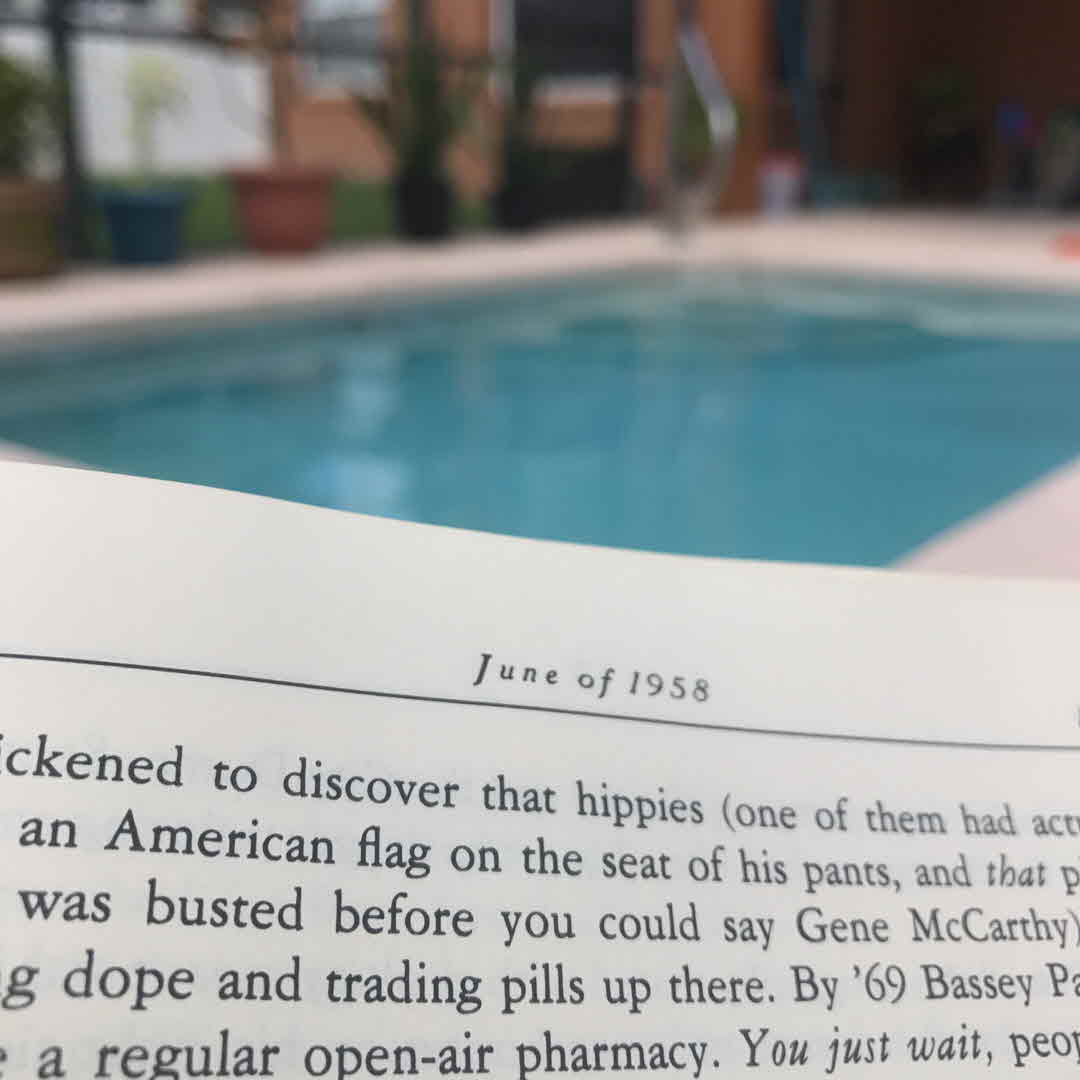 June of 1958
ickened to discover that hippies (one of them had actu
an American flag on the seat of his pants, and that p
was busted before you could say Gene McCarthy)
g dope and trading pills up there. By '69 Bassey Pa
a regular open-air pharmacy. You just wait, peop